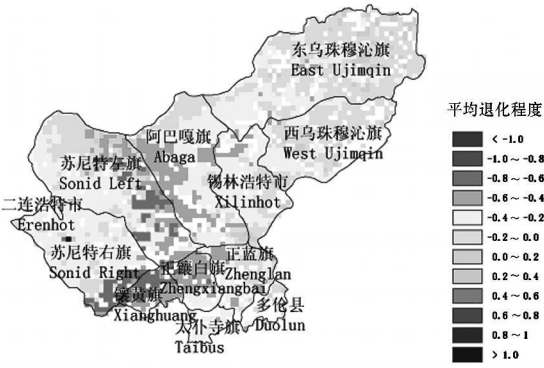 东乌珠穆沁旗
East Ujimqin
平均退化程度
阿巴嘎旗
Abaga
西乌珠穆沁旗
West Ujimqin
苏尼特左旗
Sonid Left
锡林浩特市
Xilinhot
二连浩特市
Erenhot
苏尼特右旗
Sonid Right
正蓝旗
Zhenglan
正镶白旗
Zhengxiangbai
镶黄旗
Xianghuang
多伦县
Duolun
太仆寺旗
Taibus
< -1.0
-1.0～-0.8
-0.8～-0.6
-0.6～-0.4
-0.4～-0.2
-0.2～0.0
0.0～0.2
0.2～0.4
0.4～0.6
0.6～0.8
0.8～1
> 1.0